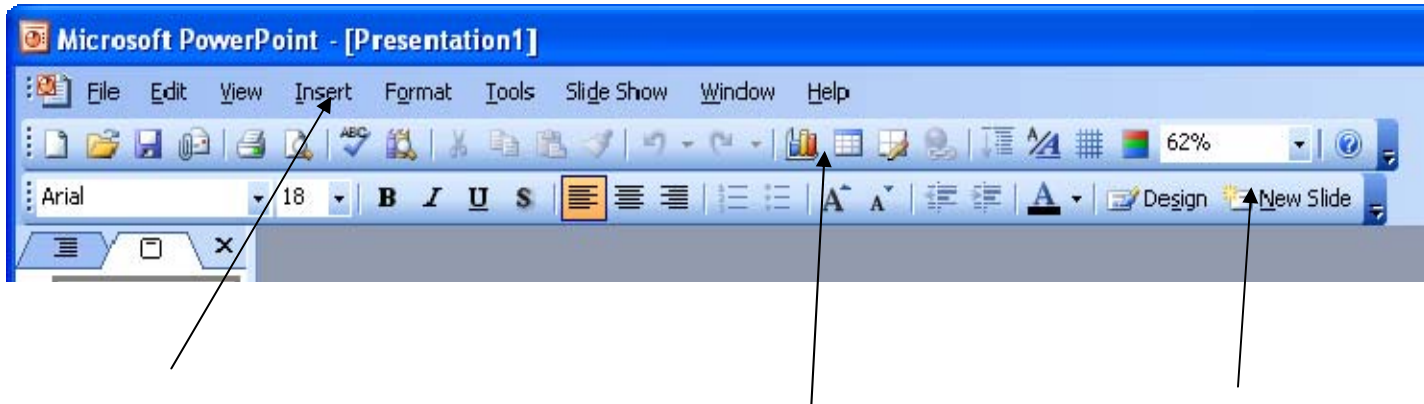 Microsoft PowerPoint - [Presentation1]
File Edit View Insert Format Tools Slide Show Window Help
ABC A/A 62%
Arial 18 B I U S A A A Design New Slide